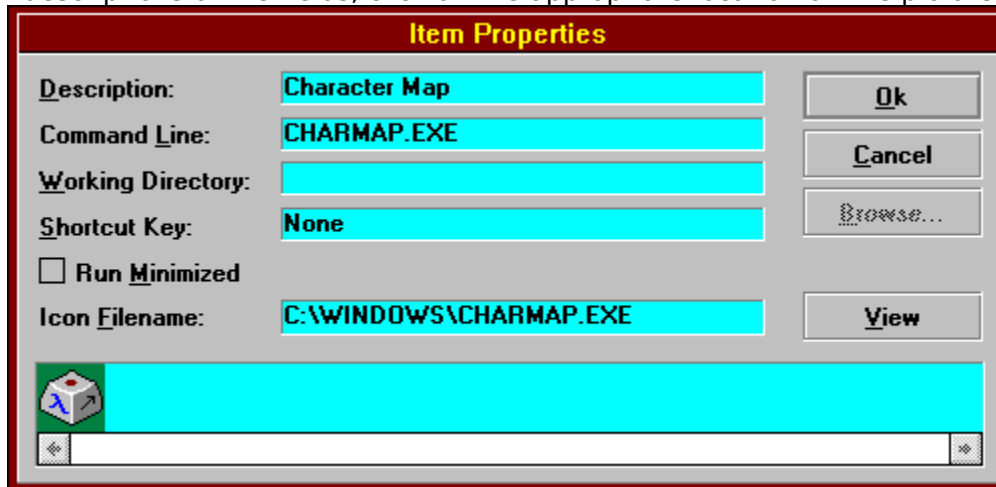 Item Properties
Description: Character Map Ok
Command Line: CHARMAP.EXE Cancel
Working Directory:
Shortcut Key: None Browse...
Run Minimized
Icon Filename: C:\WINDOWS\CHARMAP.EXE View
λ